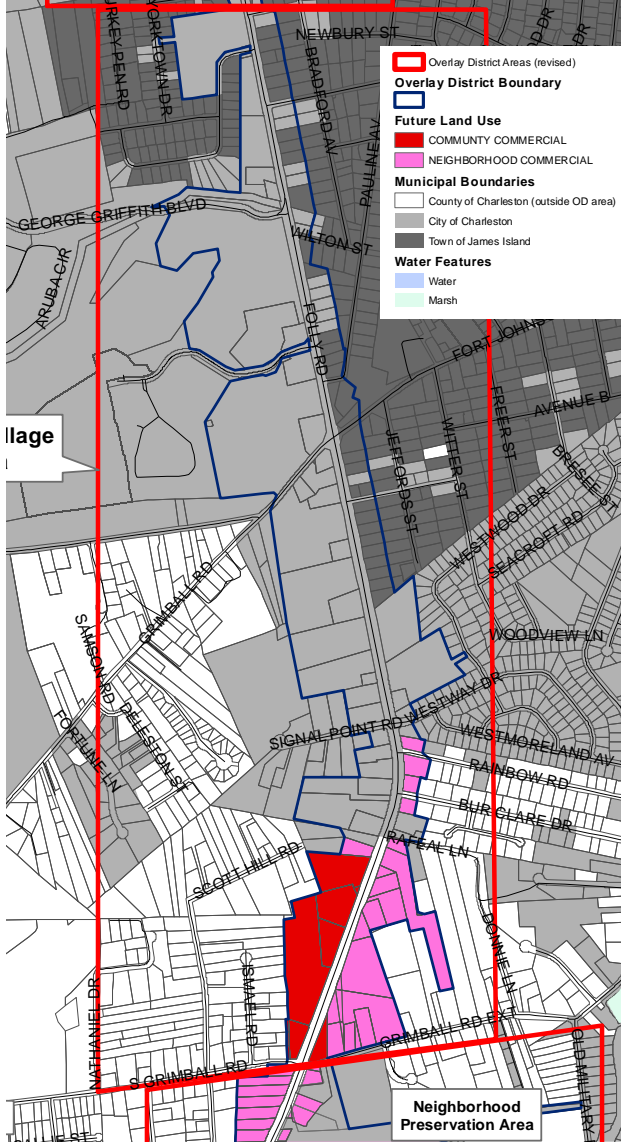 NEWBURY ST
YORKTOWN DR
BRADFORD AV
PAULINE AV
Overlay District Areas (revised)
Overlay District Boundary
Future Land Use
COMMUNTY COMMERCIAL
NEIGHBORHOOD COMMERCIAL
Municipal Boundaries
County of Charleston (outside OD area)
City of Charleston
Town of James Island
Water Features
Water
Marsh
GEORGE GRIFFITH BLVD
WILTON ST
ARUBA CIR
FOLLY RD
FREER ST
AVENUE B
JEFFORDS ST
WITTER ST
BRESEE ST
WESTWOOD DR
SEACROFT RD
GRIMBALL RD
SAMSON RD
DELESTON ST
FORTUNE LN
WOODVIEW LN
SIGNAL POINT RD
WESTWAY DR
WESTMORELAND AV
RAINBOW RD
BUR CLARE DR
RAFEAL LN
SCOTT HILL RD
DONNIE LN
NATHANIEL DR
GRIMBALL RD EXT
S GRIMBALL RD
OLD MILITARY
Neighborhood
Preservation Area